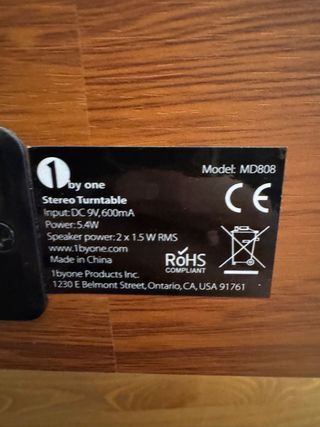 1 by one
Model: MD808
Stereo Turntable
Input: DC 9V, 600mA
Power: 5.4W
Speaker power: 2 x 1.5 W RMS
www.1byone.com
Made in China
CE
RoHS
COMPLIANT
1byone Products Inc.
1230 E Belmont Street, Ontario, CA, USA 91761